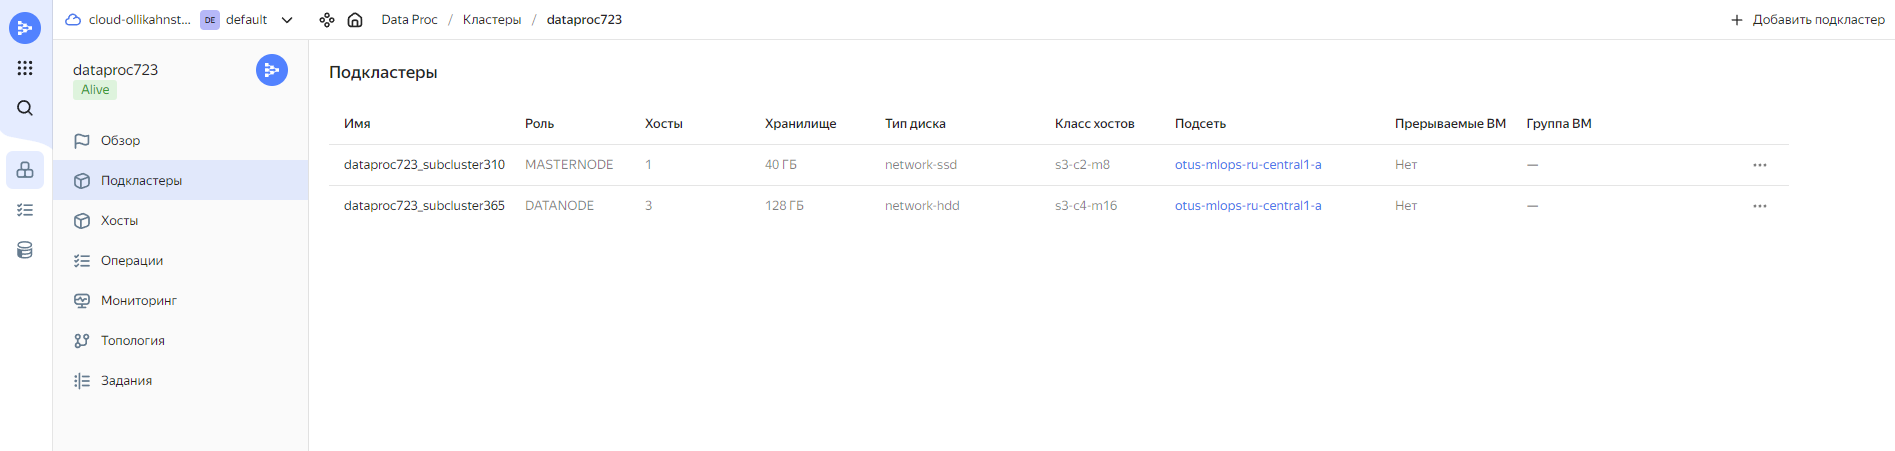 cloud-ollikahnst... DE default Data Proc / Кластеры / dataproc723 + Добавить подкластер
dataproc723
Alive
Обзор
Подкластеры
Хосты
Операции
Мониторинг
Топология
Задания
Подкластеры
Имя Роль Хосты Хранилище Тип диска Класс хостов Подсеть Прерываемые ВМ Группа ВМ
dataproc723_subcluster310 MASTERNODE 1 40 ГБ network-ssd s3-c2-m8 otus-mlops-ru-central1-a Нет —
dataproc723_subcluster365 DATANODE 3 128 ГБ network-hdd s3-c4-m16 otus-mlops-ru-central1-a Нет —